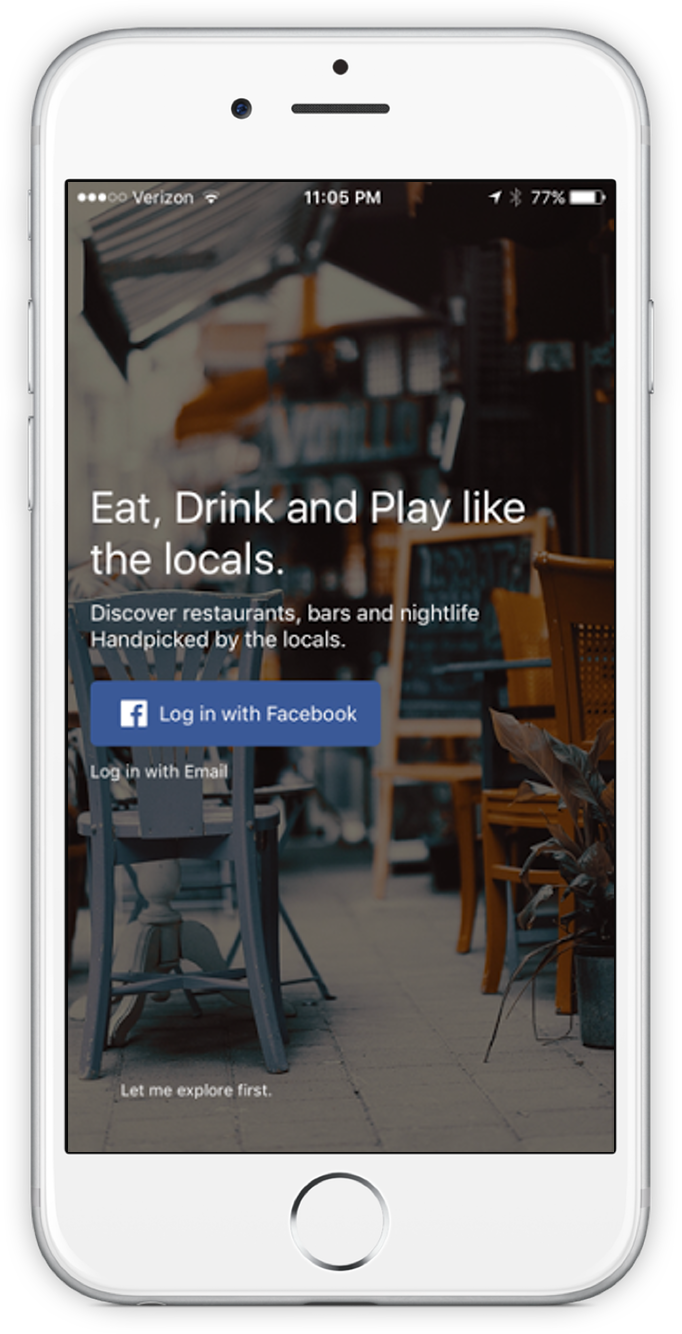 Verizon 11:05 PM 77%
Eat, Drink and Play like
the locals.
Discover restaurants, bars and nightlife
Handpicked by the locals.
Log in with Facebook
Log in with Email
Let me explore first.